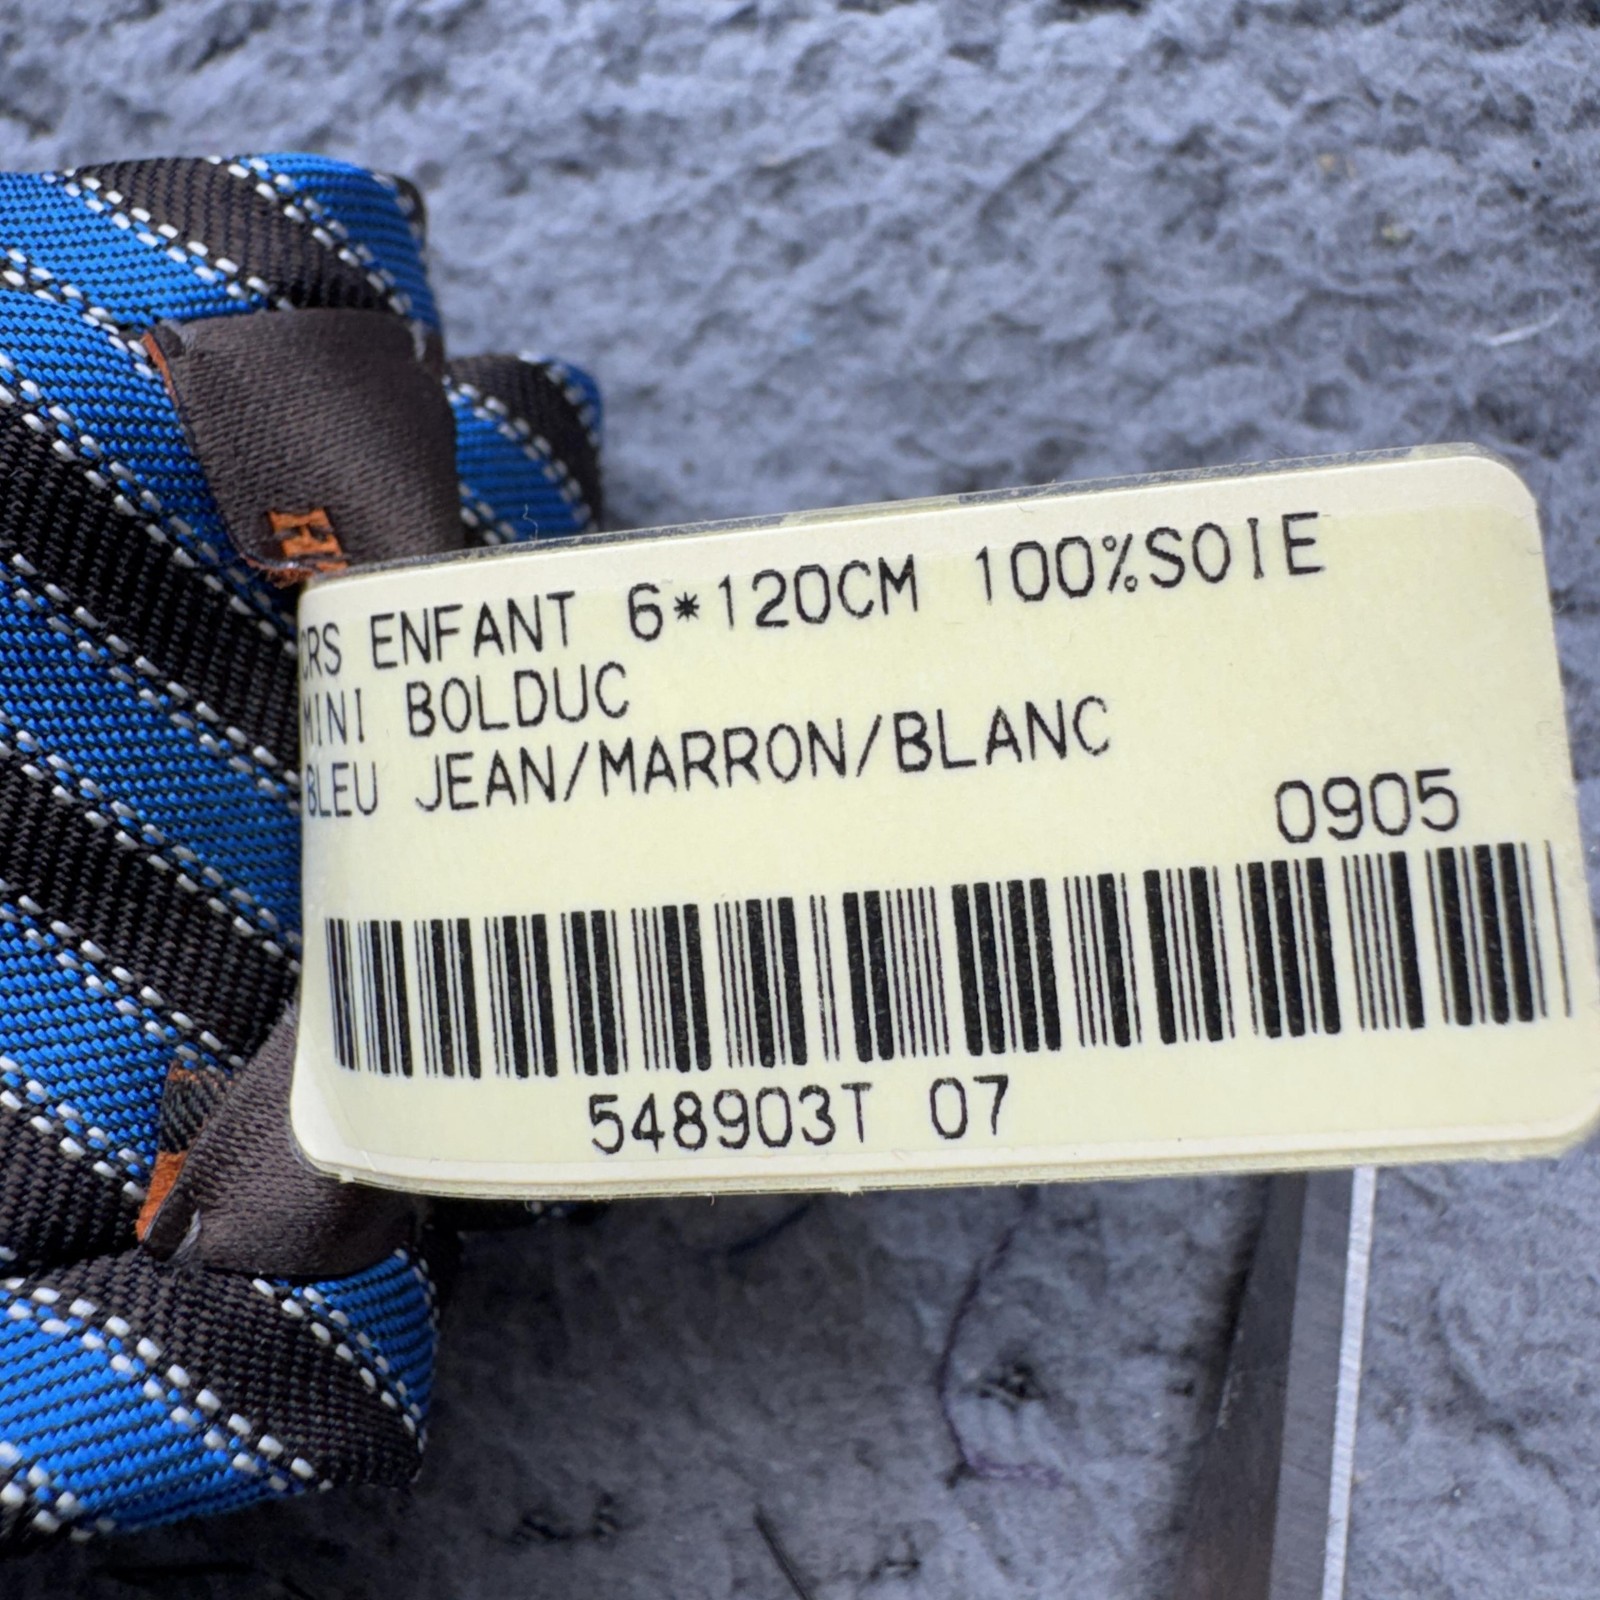 CRS ENFANT 6*120CM 100%SOIE
MINI BOLDUC
BLEU JEAN/MARRON/BLANC
0905
548903T 07
H